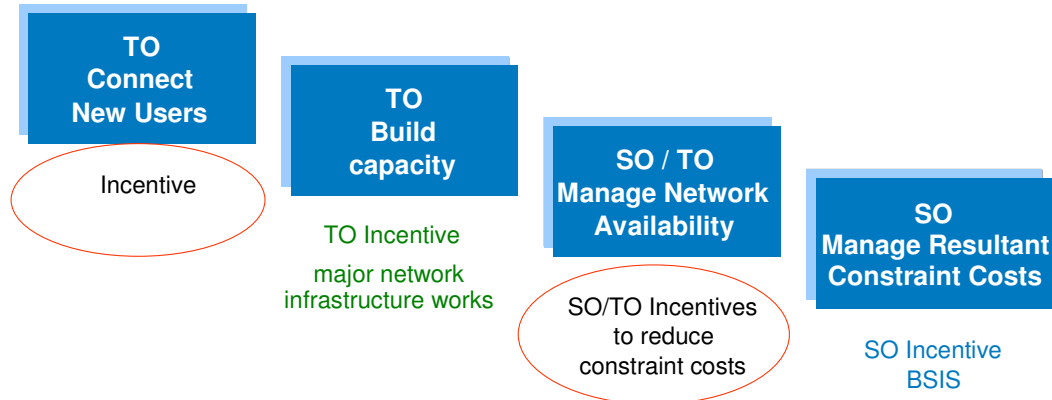 TO
Connect
New Users
Incentive
TO
Build
capacity
TO Incentive
major network
infrastructure works
SO / TO
Manage Network
Availability
SO/TO Incentives
to reduce
constraint costs
SO
Manage Resultant
Constraint Costs
SO Incentive
BSIS